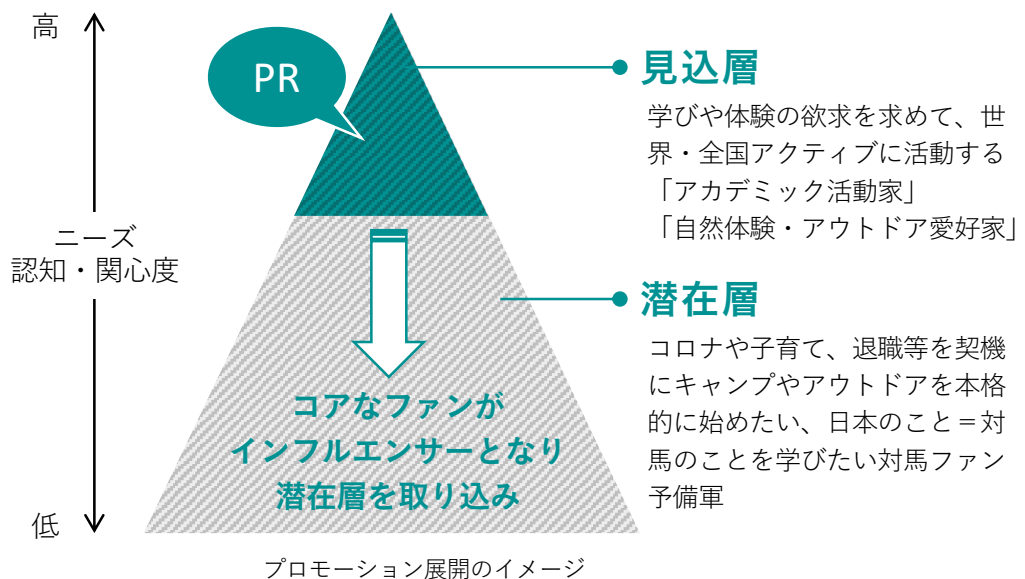 高
PR
見込層
学びや体験の欲求を求めて、世
界・全国アクティブに活動する
「アカデミック活動家」
「自然体験・アウトドア愛好家」
ニーズ
認知・関心度
潜在層
コロナや子育て、退職等を契機
にキャンプやアウトドアを本格
的に始めたい、日本のこと＝対
馬のことを学びたい対馬ファン
予備軍
コアなファンが
インフルエンサーとなり
潜在層を取り込み
低
プロモーション展開のイメージ